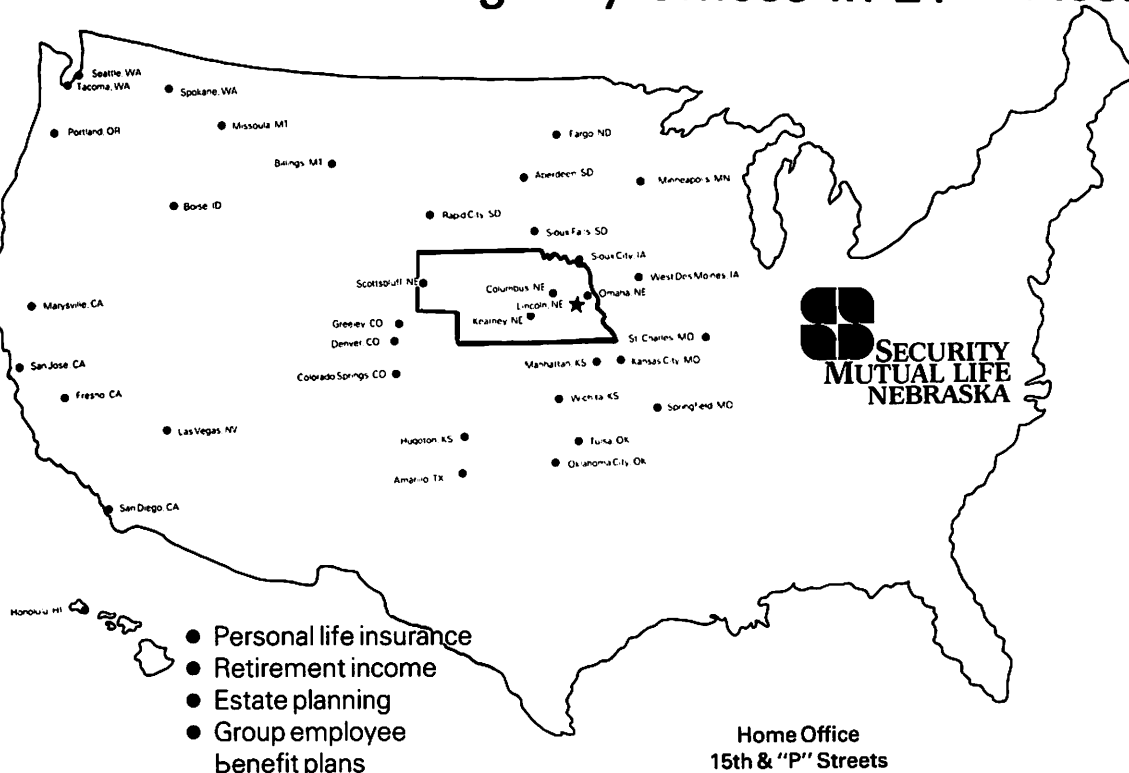 Offices in 21
Seattle, WA
Tacoma, WA
Spokane, WA
Portland, OR
Missoula MT
Fargo ND
Billings, MT
Aberdeen SD
Minneapolis MN
Boise ID
Rapid City SD
Sioux Falls SD
Sioux City, IA
West Des Moines, IA
Scottsbluff NE
Columbus NE
Omaha, NE
Lincoln, NE
Kearney NE
Marysville, CA
Greeley CO
Denver CO
St Charles, MO
San Jose, CA
Manhattan, KS
Kansas City, MO
Colorado Springs, CO
Fresno CA
Wichita KS
Springfield MO
Las Vegas, NV
Hugoton, KS
Tulsa, OK
Oklahoma City, OK
Amarillo TX
San Diego, CA
Honolulu HI
SECURITY
MUTUAL LIFE
NEBRASKA
● Personal life insurance
● Retirement income
● Estate planning
● Group employee
benefit plans
Home Office
15th & "P" Streets